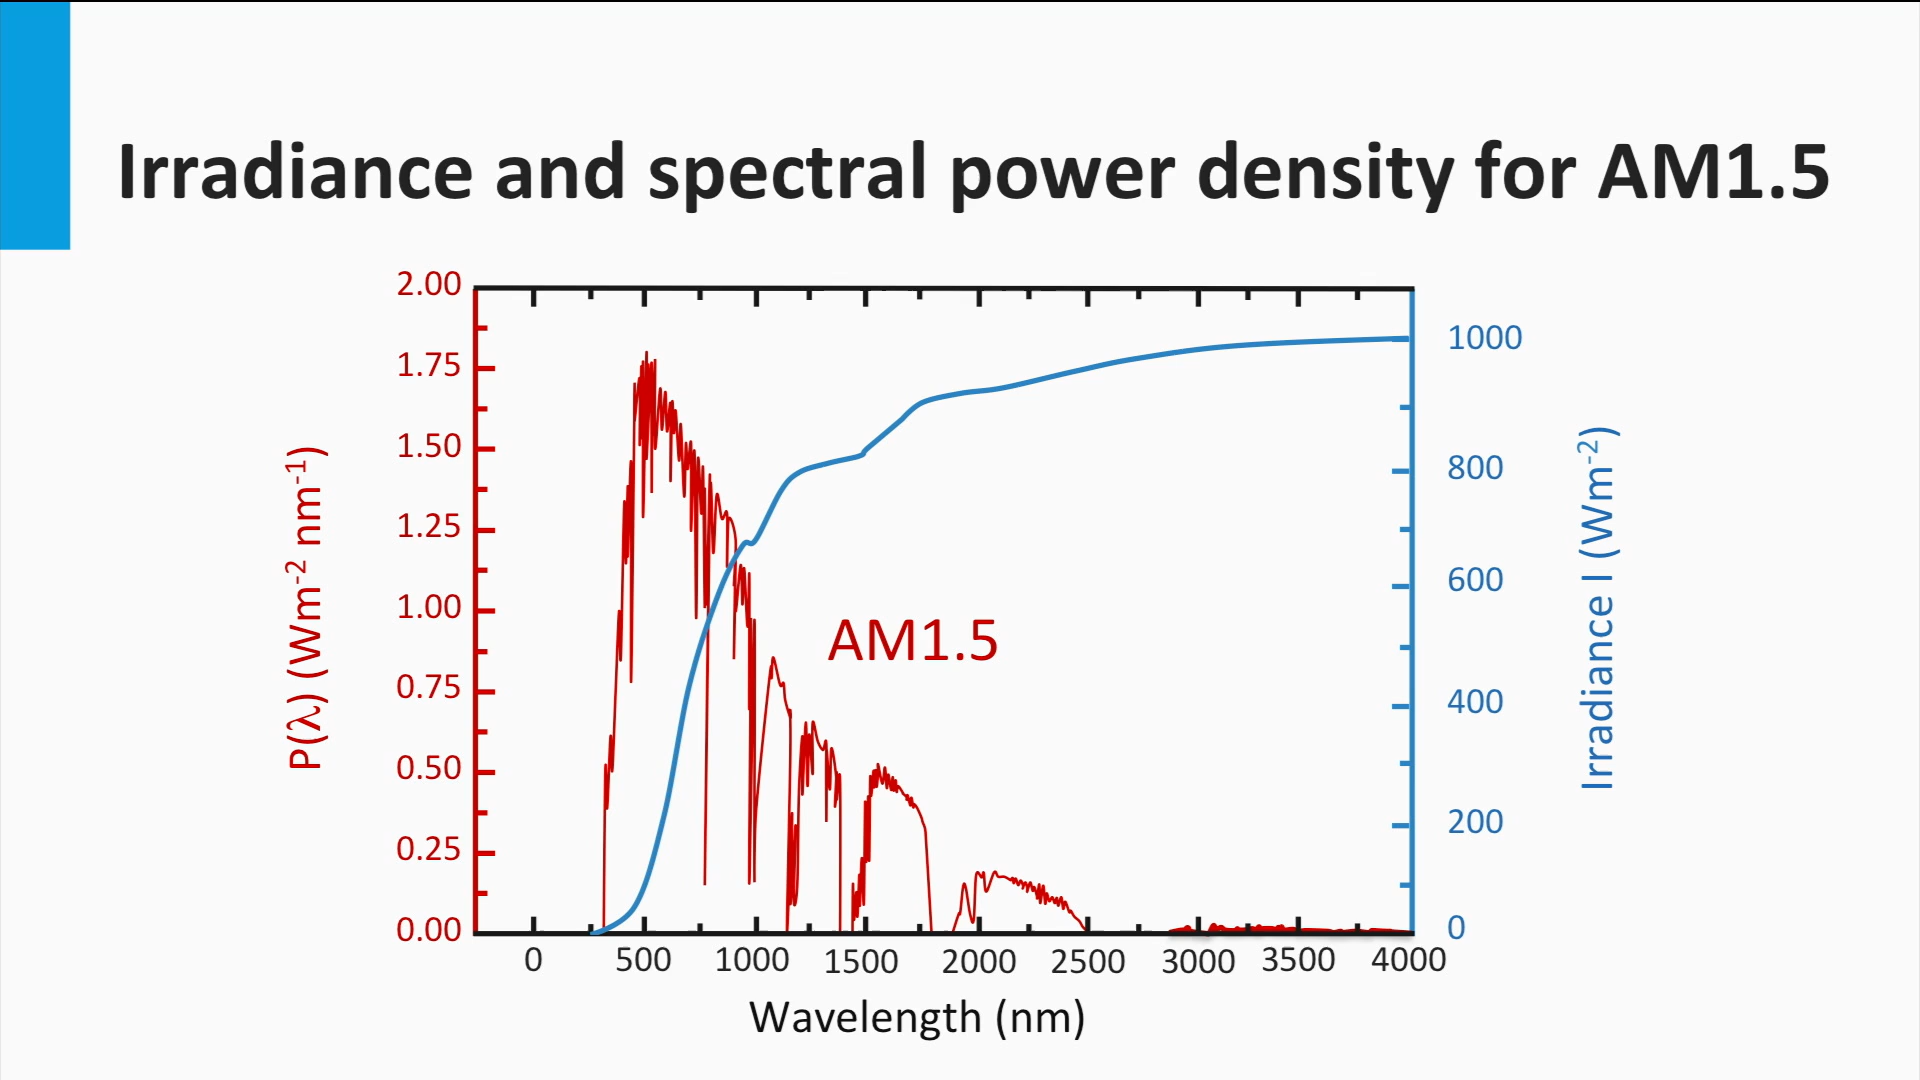 Irradiance and spectral power density for AM1.5
P(λ) (Wm-2 nm-1)
2.00
1.75
1.50
1.25
1.00
0.75
0.50
0.25
0.00
AM1.5
1000
800
600
400
200
0
Irradiance I (Wm-2)
0 500 1000 1500 2000 2500 3000 3500 4000
Wavelength (nm)